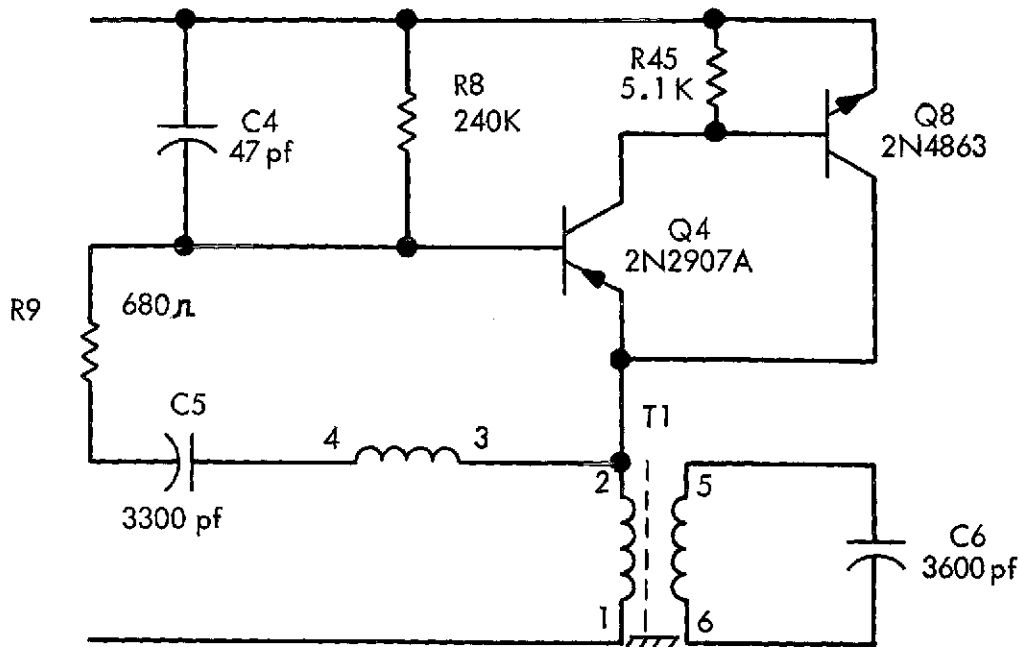 C4
47 pf
R8
240K
R45
5.1 K
Q8
2N4863
Q4
2N2907A
R9
680Ω
C5
3300 pf
4
3
T1
2
5
1
6
C6
3600 pf